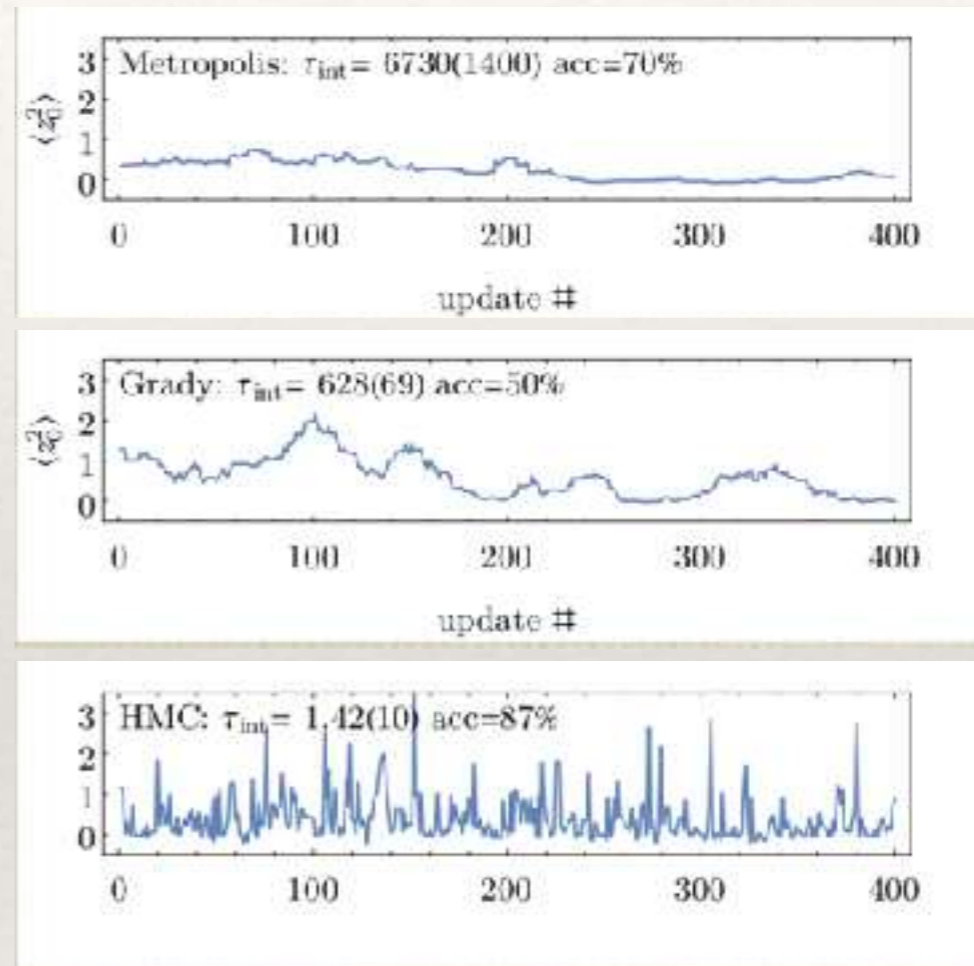 Metropolis: τint = 6730(1400) acc=70%
3
2
1
0
⟨z₀²⟩
0 100 200 300 400
update #
Grady: τint = 628(69) acc=50%
3
2
1
0
⟨z₀²⟩
0 100 200 300 400
update #
HMC: τint = 1.42(10) acc=87%
3
2
1
0
0 100 200 300 400